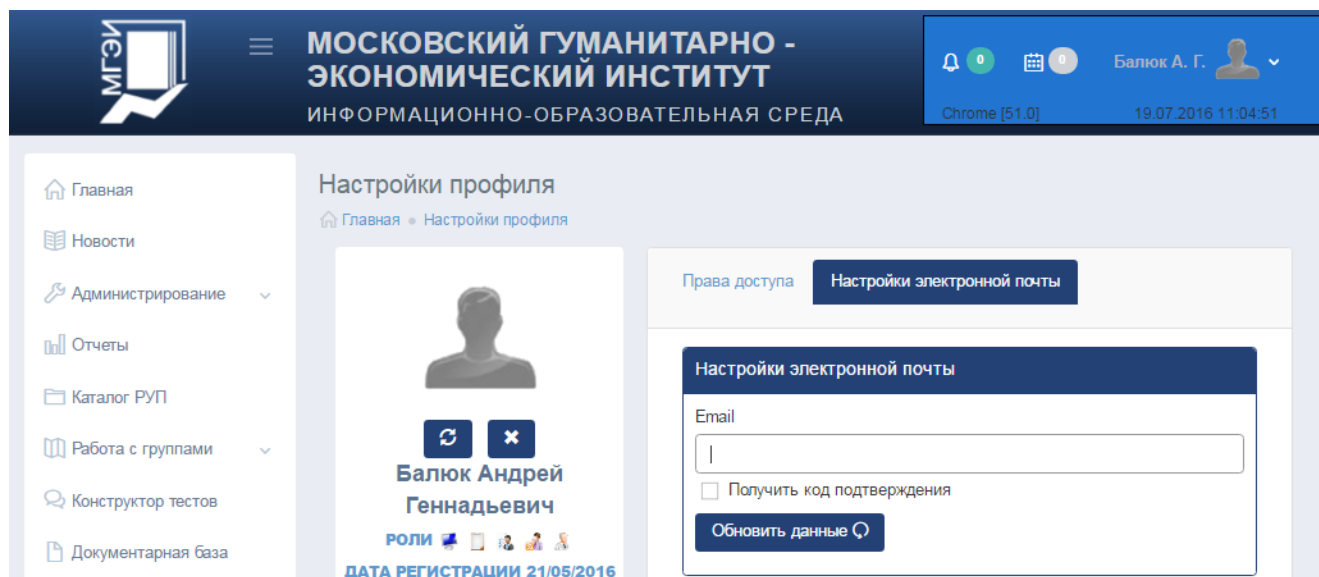 МГЭИ
МОСКОВСКИЙ ГУМАНИТАРНО -
ЭКОНОМИЧЕСКИЙ ИНСТИТУТ
ИНФОРМАЦИОННО-ОБРАЗОВАТЕЛЬНАЯ СРЕДА
0 0 Балюк А. Г.
Chrome [51.0] 19.07.2016 11:04:51
Главная
Новости
Администрирование
Отчеты
Каталог РУП
Работа с группами
Конструктор тестов
Документарная база
Настройки профиля
Главная Настройки профиля
Балюк Андрей
Геннадьевич
РОЛИ
ДАТА РЕГИСТРАЦИИ 21/05/2016
Права доступа Настройки электронной почты
Настройки электронной почты
Email
Получить код подтверждения
Обновить данные